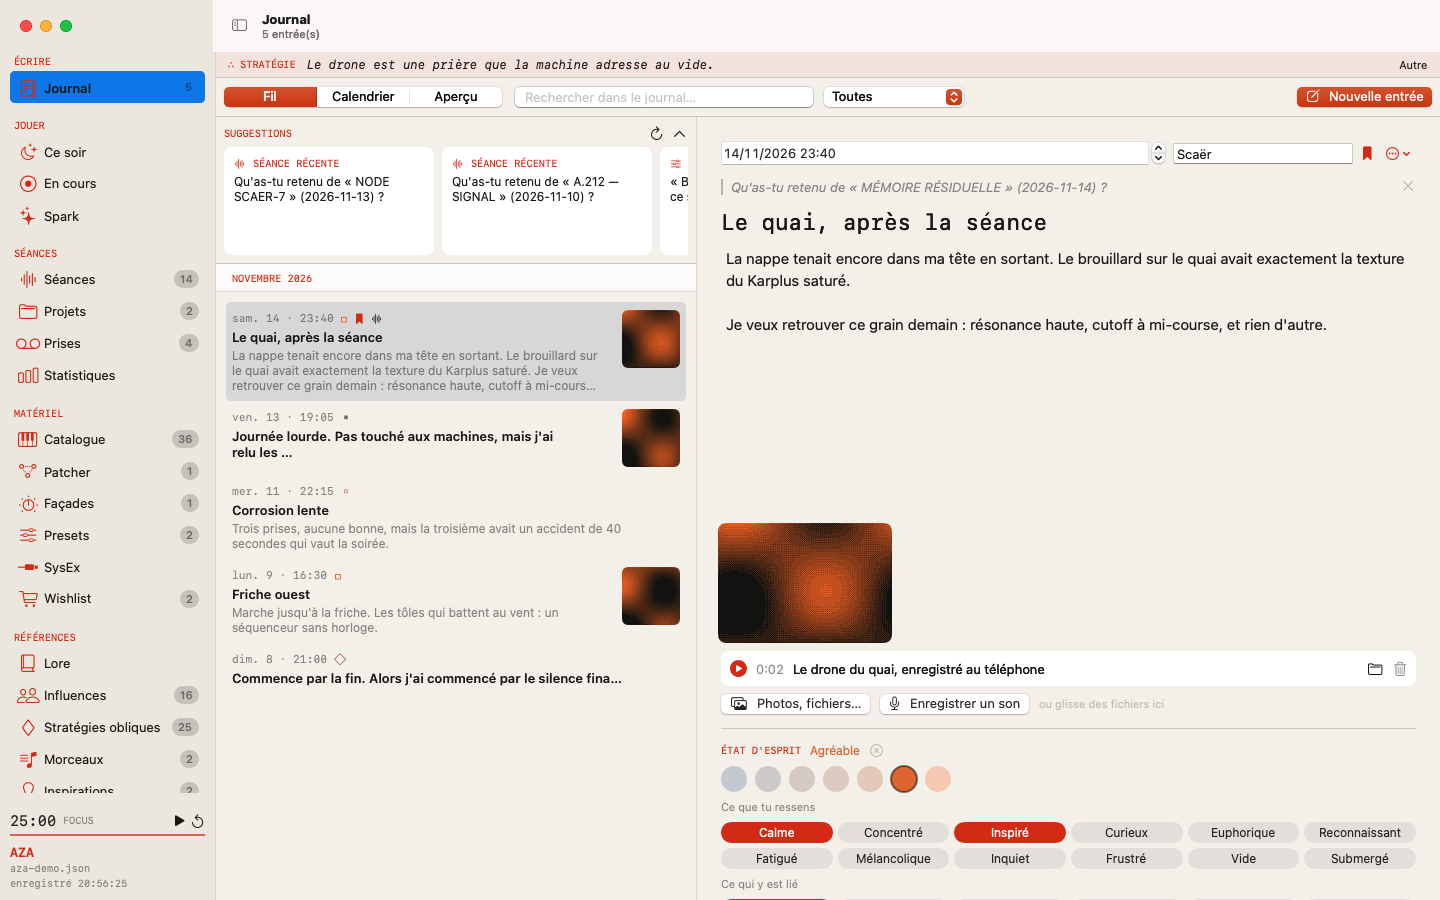 Journal
5 entrée(s)
ÉCRIRE
Journal 5
JOUER
Ce soir
En cours
Spark
SÉANCES
Séances 14
Projets 2
Prises 4
Statistiques
MATÉRIEL
Catalogue 36
Patcher 1
Façades 1
Presets 2
SysEx
Wishlist 2
RÉFÉRENCES
Lore
Influences 16
Stratégies obliques 25
Morceaux 2
Inspirations 2
25:00 FOCUS
AZA
aza-demo.json
enregistré 20:56:25
STRATÉGIE Le drone est une prière que la machine adresse au vide. Autre
Fil Calendrier Aperçu Rechercher dans le journal... Toutes Nouvelle entrée
SUGGESTIONS
SÉANCE RÉCENTE
Qu'as-tu retenu de « NODE
SCAER-7 » (2026-11-13) ?
SÉANCE RÉCENTE
Qu'as-tu retenu de « A.212 —
SIGNAL » (2026-11-10) ?
« B
ce
NOVEMBRE 2026
sam. 14 · 23:40
Le quai, après la séance
La nappe tenait encore dans ma tête en sortant. Le brouillard sur
le quai avait exactement la texture du Karplus saturé. Je veux
retrouver ce grain demain : résonance haute, cutoff à mi-cours...
ven. 13 · 19:05
Journée lourde. Pas touché aux machines, mais j'ai
relu les ...
mer. 11 · 22:15
Corrosion lente
Trois prises, aucune bonne, mais la troisième avait un accident de 40
secondes qui vaut la soirée.
lun. 9 · 16:30
Friche ouest
Marche jusqu'à la friche. Les tôles qui battent au vent : un
séquenceur sans horloge.
dim. 8 · 21:00
Commence par la fin. Alors j'ai commencé par le silence fina...
14/11/2026 23:40 Scaër
Qu'as-tu retenu de « MÉMOIRE RÉSIDUELLE » (2026-11-14) ?
Le quai, après la séance
La nappe tenait encore dans ma tête en sortant. Le brouillard sur le quai avait exactement la texture
du Karplus saturé.
Je veux retrouver ce grain demain : résonance haute, cutoff à mi-course, et rien d'autre.
0:02 Le drone du quai, enregistré au téléphone
Photos, fichiers... Enregistrer un son ou glisse des fichiers ici
ÉTAT D'ESPRIT Agréable
Ce que tu ressens
Calme Concentré Inspiré Curieux Euphorique Reconnaissant
Fatigué Mélancolique Inquiet Frustré Vide Submergé
Ce qui y est lié